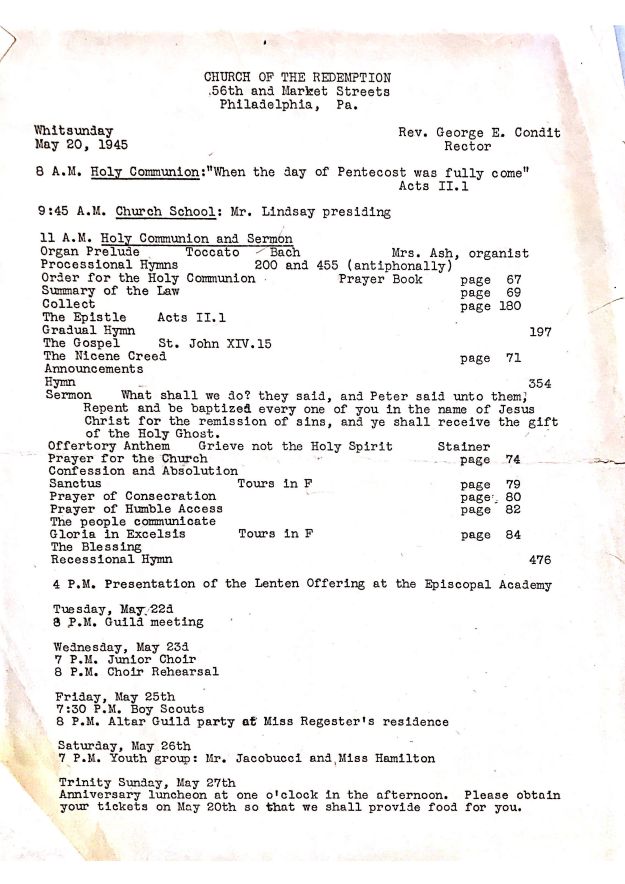 CHURCH OF THE REDEMPTION
56th and Market Streets
Philadelphia, Pa.
Whitsunday
May 20, 1945
Rev. George E. Condit
Rector
8 A.M. Holy Communion:"When the day of Pentecost was fully come"
Acts II.1
9:45 A.M. Church School: Mr. Lindsay presiding
11 A.M. Holy Communion and Sermon
Organ Prelude Toccato Bach Mrs. Ash, organist
Processional Hymns 200 and 455 (antiphonally)
Order for the Holy Communion Prayer Book page 67
Summary of the Law page 69
Collect page 180
The Epistle Acts II.1
Gradual Hymn 197
The Gospel St. John XIV.15
The Nicene Creed page 71
Announcements
Hymn 354
Sermon What shall we do? they said, and Peter said unto them,
Repent and be baptized every one of you in the name of Jesus
Christ for the remission of sins, and ye shall receive the gift
of the Holy Ghost.
Offertory Anthem Grieve not the Holy Spirit Stainer
Prayer for the Church page 74
Confession and Absolution
Sanctus Tours in F page 79
Prayer of Consecration page 80
Prayer of Humble Access page 82
The people communicate
Gloria in Excelsis Tours in F page 84
The Blessing
Recessional Hymn 476
4 P.M. Presentation of the Lenten Offering at the Episcopal Academy
Tuesday, May 22d
8 P.M. Guild meeting
Wednesday, May 23d
7 P.M. Junior Choir
8 P.M. Choir Rehearsal
Friday, May 25th
7:30 P.M. Boy Scouts
8 P.M. Altar Guild party at Miss Regester's residence
Saturday, May 26th
7 P.M. Youth group: Mr. Jacobucci and Miss Hamilton
Trinity Sunday, May 27th
Anniversary luncheon at one o'clock in the afternoon. Please obtain
your tickets on May 20th so that we shall provide food for you.